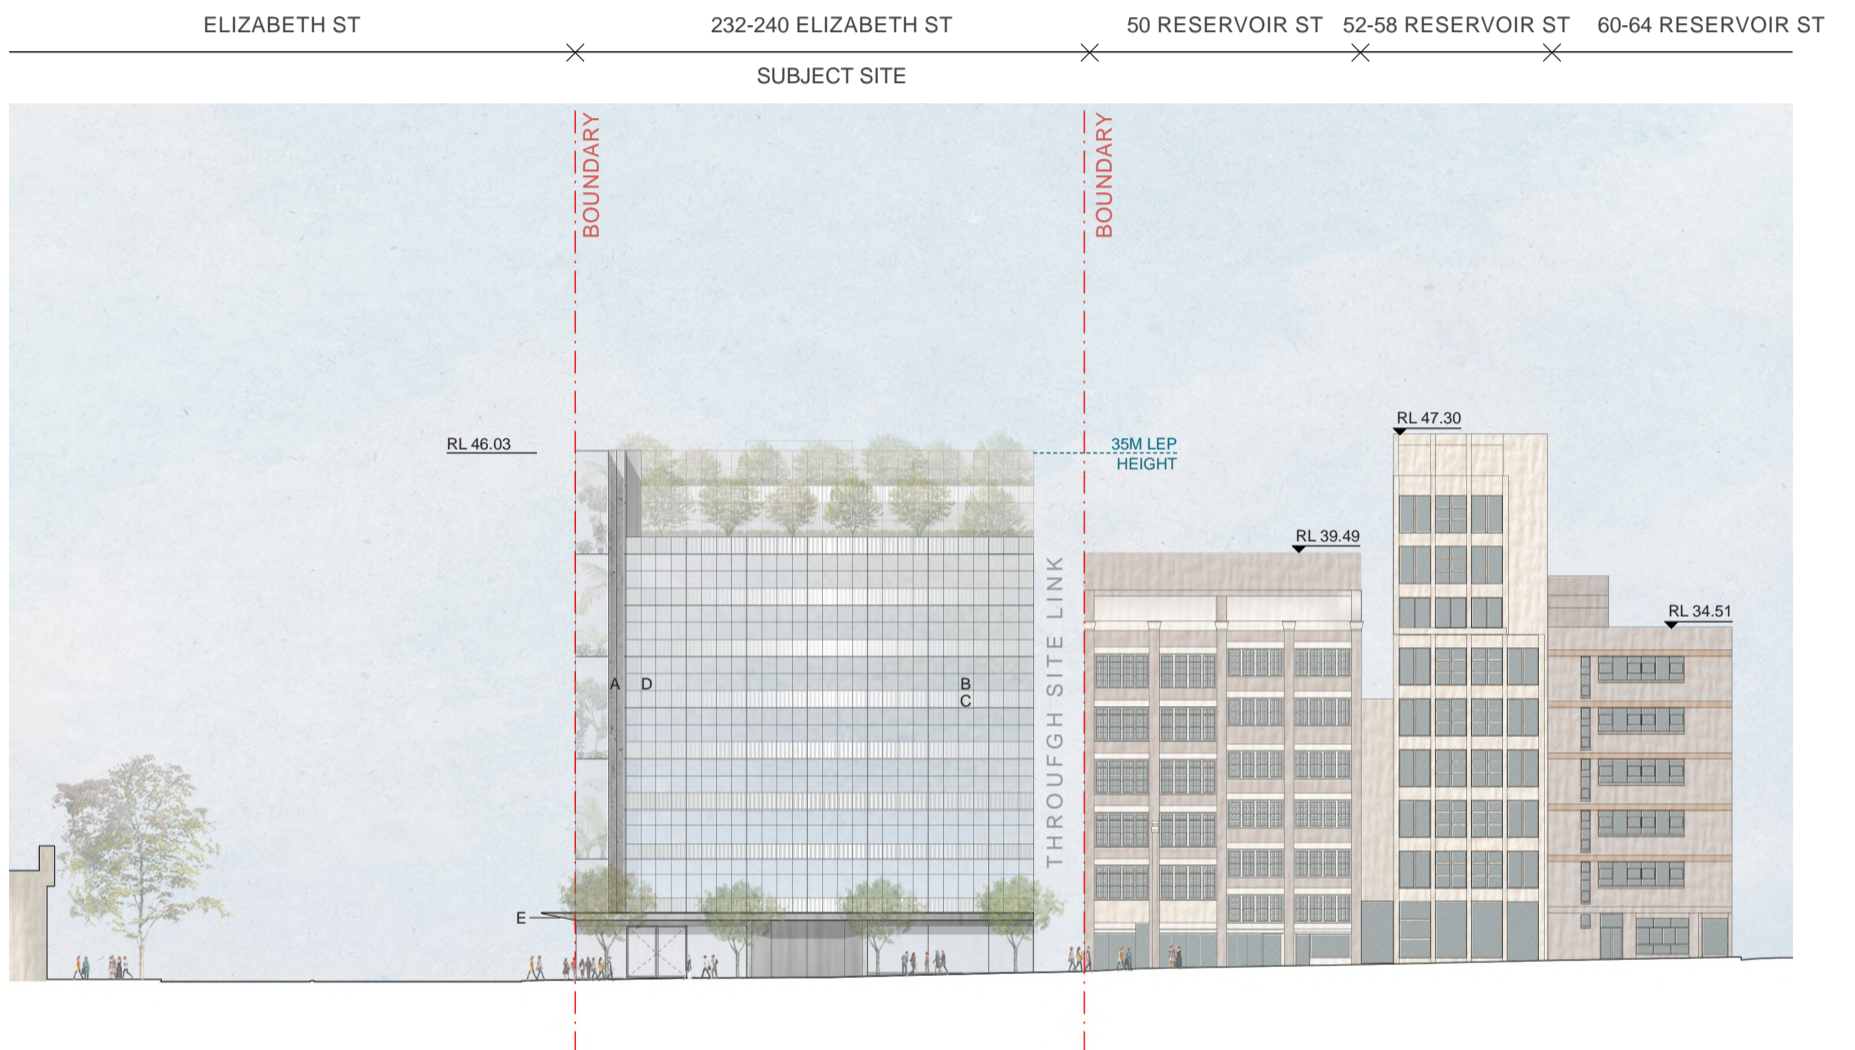 ELIZABETH ST
232-240 ELIZABETH ST
50 RESERVOIR ST
52-58 RESERVOIR ST
60-64 RESERVOIR ST
SUBJECT SITE
BOUNDARY
BOUNDARY
RL 47.30
RL 46.03
35M LEP
HEIGHT
RL 39.49
THROUFGH SITE LINK
RL 34.51
A
D
B
C
E